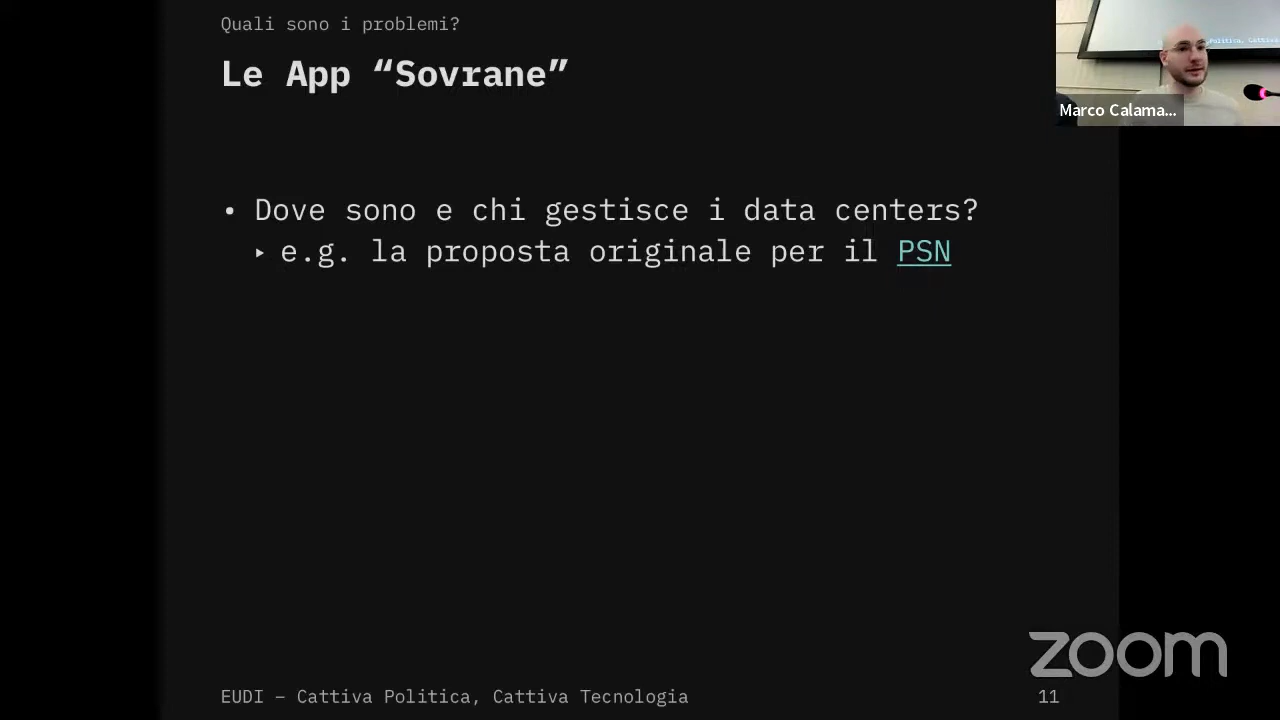 Quali sono i problemi?
Le App “Sovrane”
Marco Calama...
• Dove sono e chi gestisce i data centers?
‣ e.g. la proposta originale per il PSN
zoom
EUDI – Cattiva Politica, Cattiva Tecnologia
11